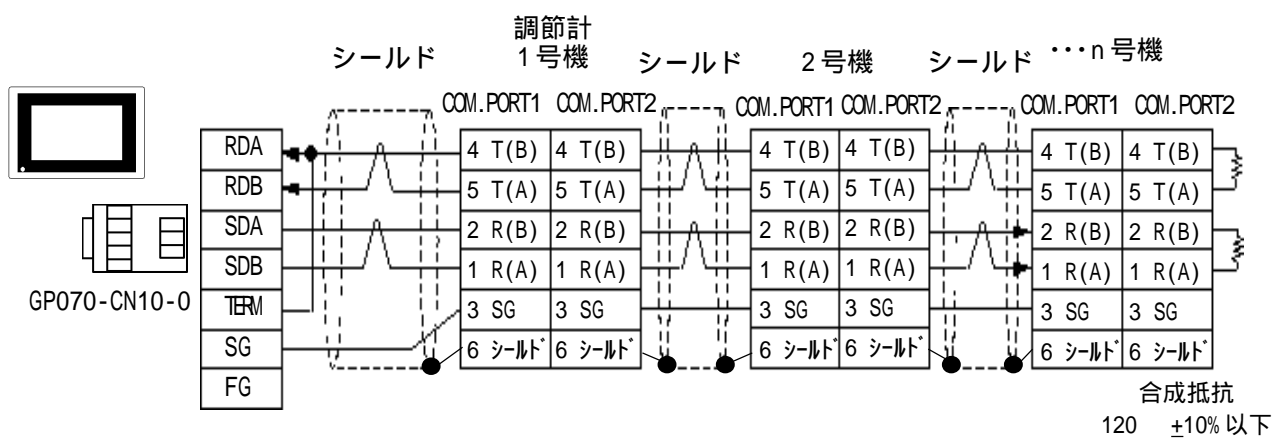 調節計
シールド 1号機 シールド 2号機 シールド ・・・n号機
COM.PORT1 COM.PORT2 COM.PORT1 COM.PORT2 COM.PORT1 COM.PORT2
RDA 4 T(B) 4 T(B) 4 T(B) 4 T(B) 4 T(B) 4 T(B)
RDB 5 T(A) 5 T(A) 5 T(A) 5 T(A) 5 T(A) 5 T(A)
SDA 2 R(B) 2 R(B) 2 R(B) 2 R(B) 2 R(B) 2 R(B)
SDB 1 R(A) 1 R(A) 1 R(A) 1 R(A) 1 R(A) 1 R(A)
GP070-CN10-0 TERM 3 SG 3 SG 3 SG 3 SG 3 SG 3 SG
SG 6 シールド 6 シールド 6 シールド 6 シールド 6 シールド 6 シールド
FG
合成抵抗
120 ±10%以下